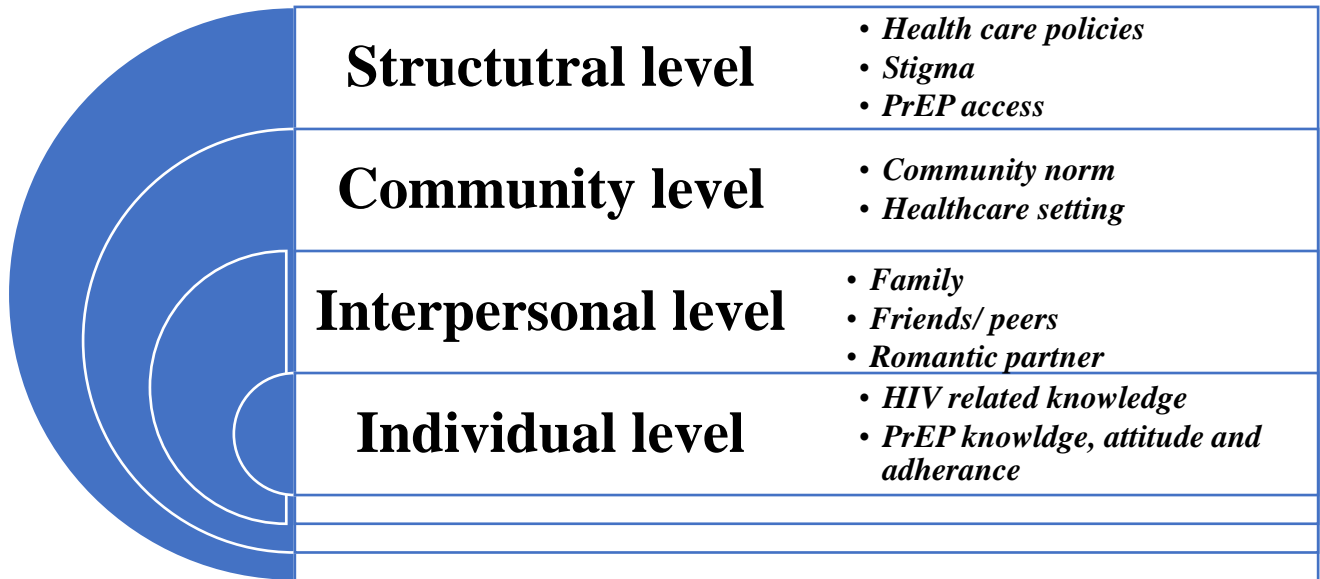 Structutral level
• Health care policies
• Stigma
• PrEP access
Community level
• Community norm
• Healthcare setting
Interpersonal level
• Family
• Friends/ peers
• Romantic partner
Individual level
• HIV related knowledge
• PrEP knowldge, attitude and
adherance